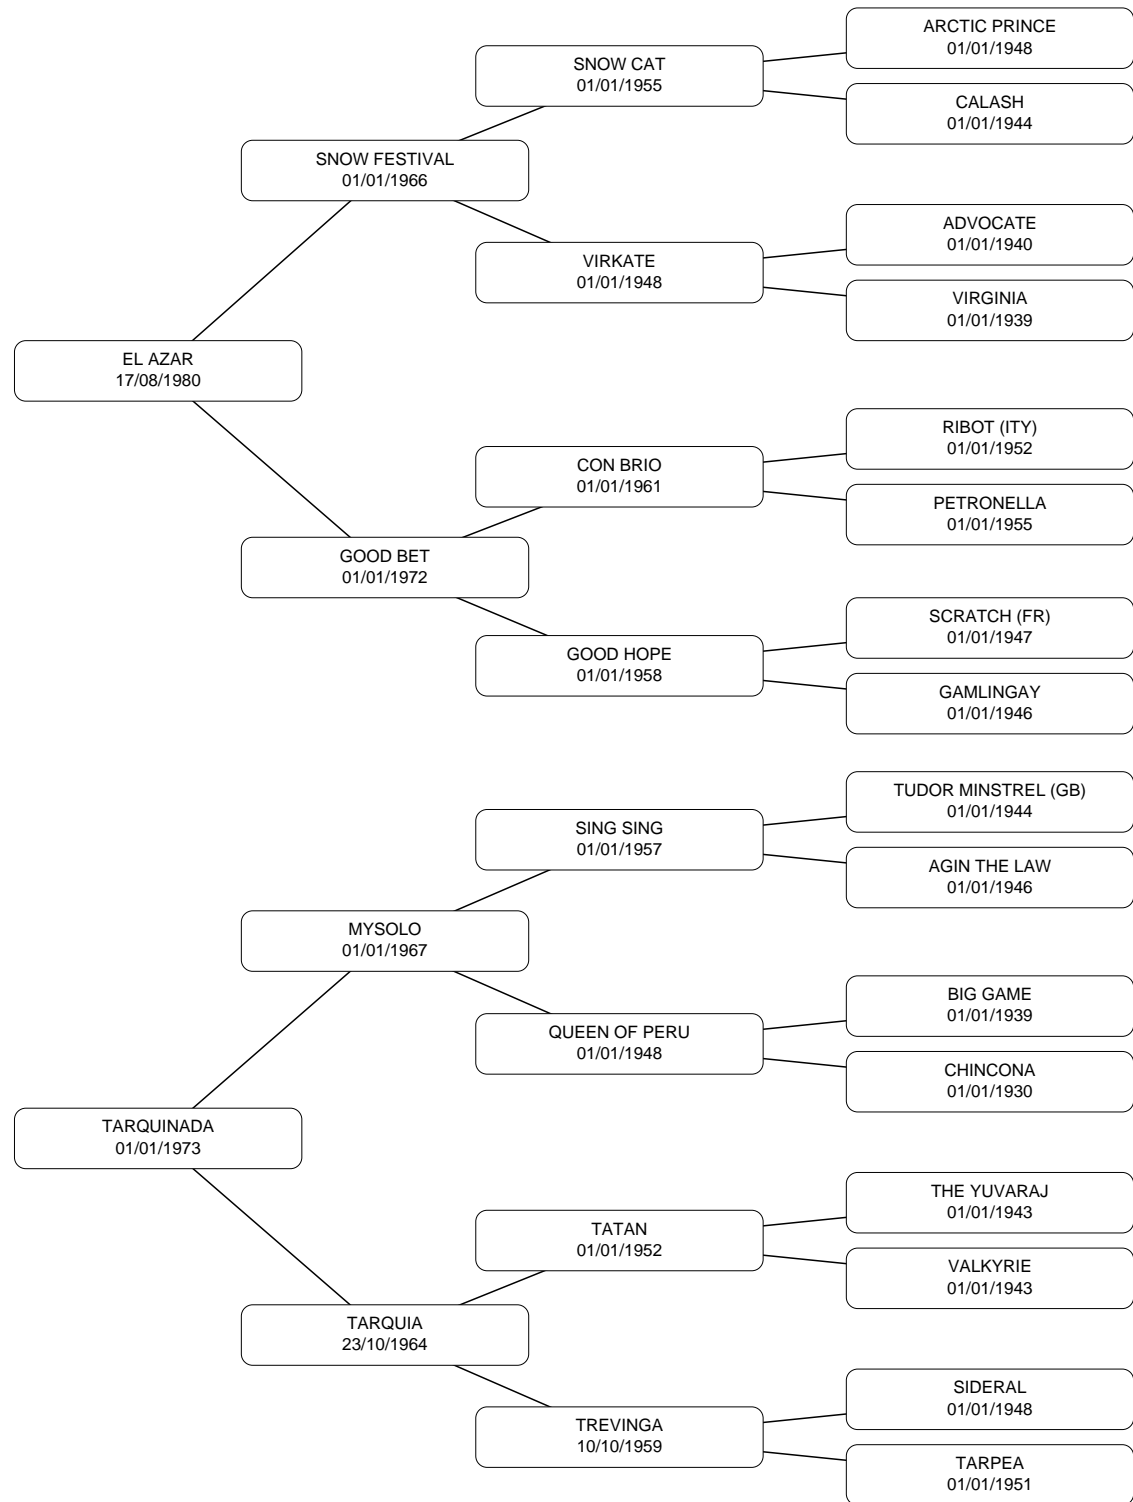 ARCTIC PRINCE
01/01/1948
SNOW CAT
01/01/1955
CALASH
01/01/1944
SNOW FESTIVAL
01/01/1966
ADVOCATE
01/01/1940
VIRKATE
01/01/1948
VIRGINIA
01/01/1939
EL AZAR
17/08/1980
RIBOT (ITY)
01/01/1952
CON BRIO
01/01/1961
PETRONELLA
01/01/1955
GOOD BET
01/01/1972
SCRATCH (FR)
01/01/1947
GOOD HOPE
01/01/1958
GAMLINGAY
01/01/1946
TUDOR MINSTREL (GB)
01/01/1944
SING SING
01/01/1957
AGIN THE LAW
01/01/1946
MYSOLO
01/01/1967
BIG GAME
01/01/1939
QUEEN OF PERU
01/01/1948
CHINCONA
01/01/1930
TARQUINADA
01/01/1973
THE YUVARAJ
01/01/1943
TATAN
01/01/1952
VALKYRIE
01/01/1943
TARQUIA
23/10/1964
SIDERAL
01/01/1948
TREVINGA
10/10/1959
TARPEA
01/01/1951